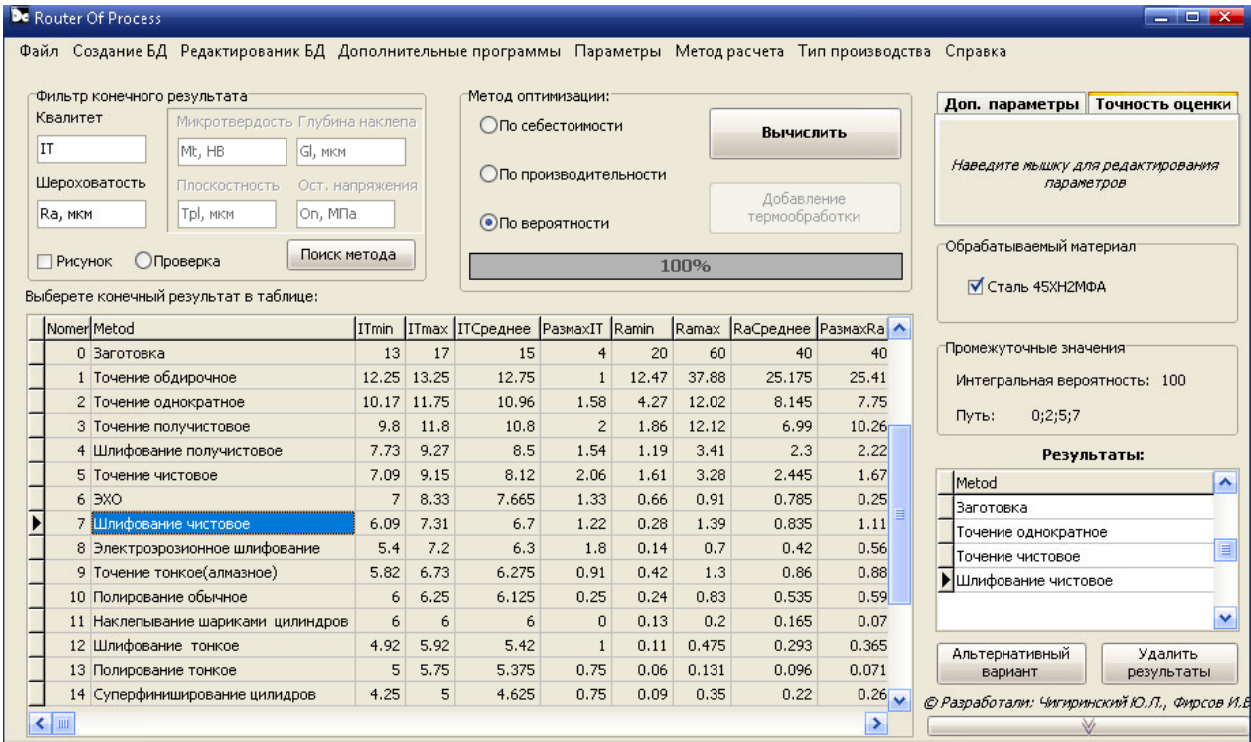 Router Of Process
Файл Создание БД Редактированик БД Дополнительные программы Параметры Метод расчета Тип производства Справка
Фильтр конечного результата
Квалитет Микротвердость Глубина наклепа
IT Mt, HB Gl, мкм
Шероховатость Плоскостность Ост. напряжения
Ra, мкм Tpl, мкм On, МПа
Рисунок Проверка Поиск метода
Метод оптимизации:
По себестоимости
По производительности
По вероятности
Вычислить
Добавление
термообработки
100%
Доп. параметры Точность оценки
Наведите мышку для редактирования
параметров
Обрабатываемый материал
Сталь 45ХН2МФА
Промежуточные значения
Интегральная вероятность: 100
Путь: 0;2;5;7
Выберете конечный результат в таблице:
Nomer Metod ITmin ITmax ITСреднее РазмахIT Ramin Ramax RaСреднее РазмахRa
0 Заготовка 13 17 15 4 20 60 40 40
1 Точение обдирочное 12.25 13.25 12.75 1 12.47 37.88 25.175 25.41
2 Точение однократное 10.17 11.75 10.96 1.58 4.27 12.02 8.145 7.75
3 Точение получистовое 9.8 11.8 10.8 2 1.86 12.12 6.99 10.26
4 Шлифование получистовое 7.73 9.27 8.5 1.54 1.19 3.41 2.3 2.22
5 Точение чистовое 7.09 9.15 8.12 2.06 1.61 3.28 2.445 1.67
6 ЭХО 7 8.33 7.665 1.33 0.66 0.91 0.785 0.25
7 Шлифование чистовое 6.09 7.31 6.7 1.22 0.28 1.39 0.835 1.11
8 Электроэрозионное шлифование 5.4 7.2 6.3 1.8 0.14 0.7 0.42 0.56
9 Точение тонкое(алмазное) 5.82 6.73 6.275 0.91 0.42 1.3 0.86 0.88
10 Полирование обычное 6 6.25 6.125 0.25 0.24 0.83 0.535 0.59
11 Наклепывание шариками цилиндров 6 6 6 0 0.13 0.2 0.165 0.07
12 Шлифование тонкое 4.92 5.92 5.42 1 0.11 0.475 0.293 0.365
13 Полирование тонкое 5 5.75 5.375 0.75 0.06 0.131 0.096 0.071
14 Суперфиниширование цилидров 4.25 5 4.625 0.75 0.09 0.35 0.22 0.26
Результаты:
Metod
Заготовка
Точение однократное
Точение чистовое
Шлифование чистовое
Альтернативный
вариант
Удалить
результаты
© Разработали: Чигиринский Ю.Л., Фирсов И.В